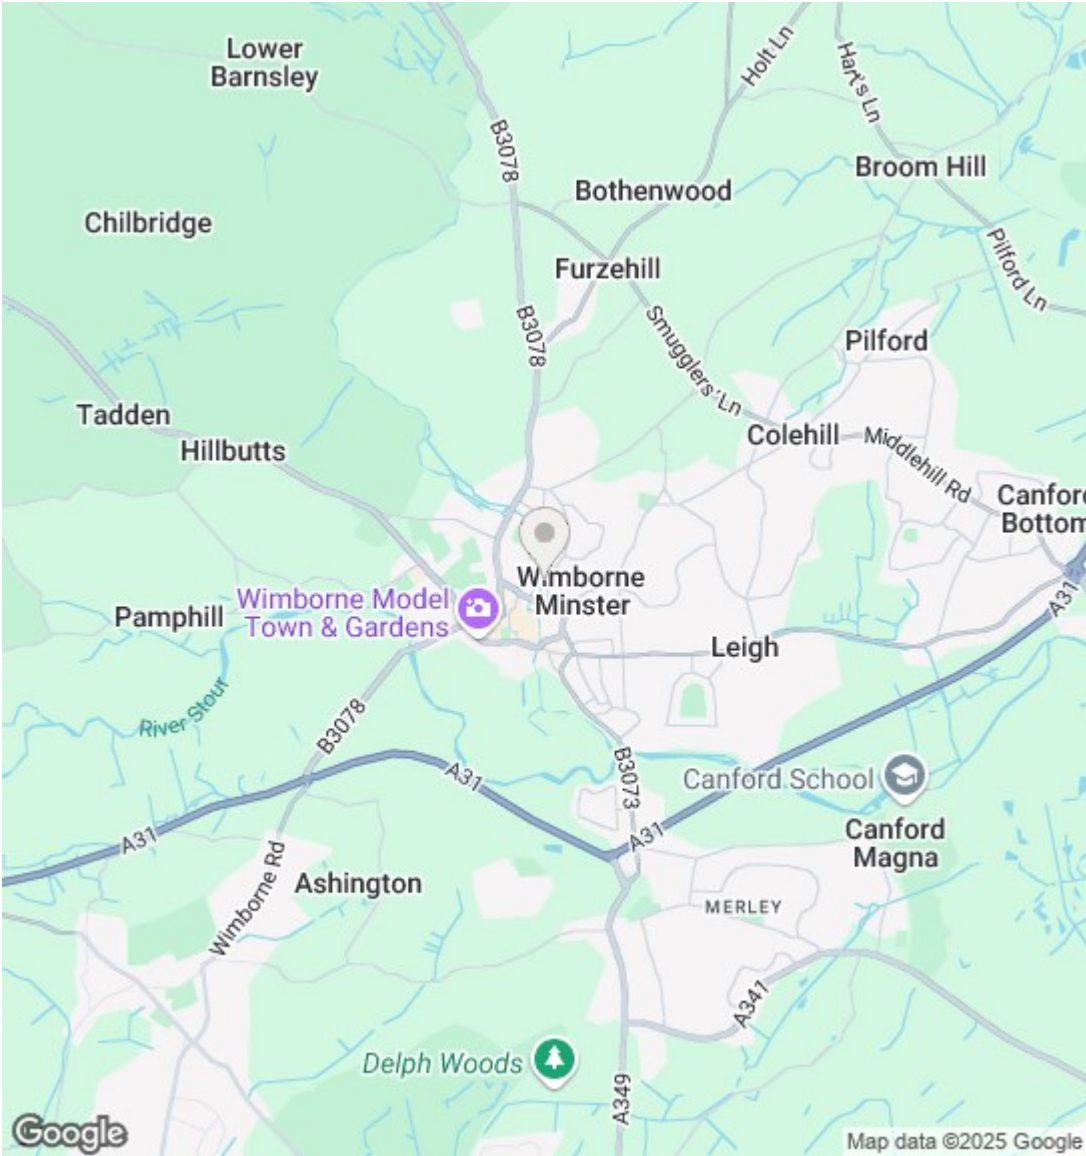 Lower
Barnsley
Holt Ln
Hart's Ln
B3078
Broom Hill
Bothenwood
Chilbridge
Furzehill
Pilford Ln
B3078
Smugglers' Ln
Pilford
Tadden
Colehill
Middlehill Rd
Hillbutts
Canford
Bottom
Wimborne
Minster
A31
Wimborne Model
Town & Gardens
Pamphill
Leigh
River Stour
B3078
A31
B3073
Canford School
A31
A31
Canford
Magna
Ashington
Wimborne Rd
MERLEY
A341
Delph Woods
A349
Google
Map data ©2025 Google